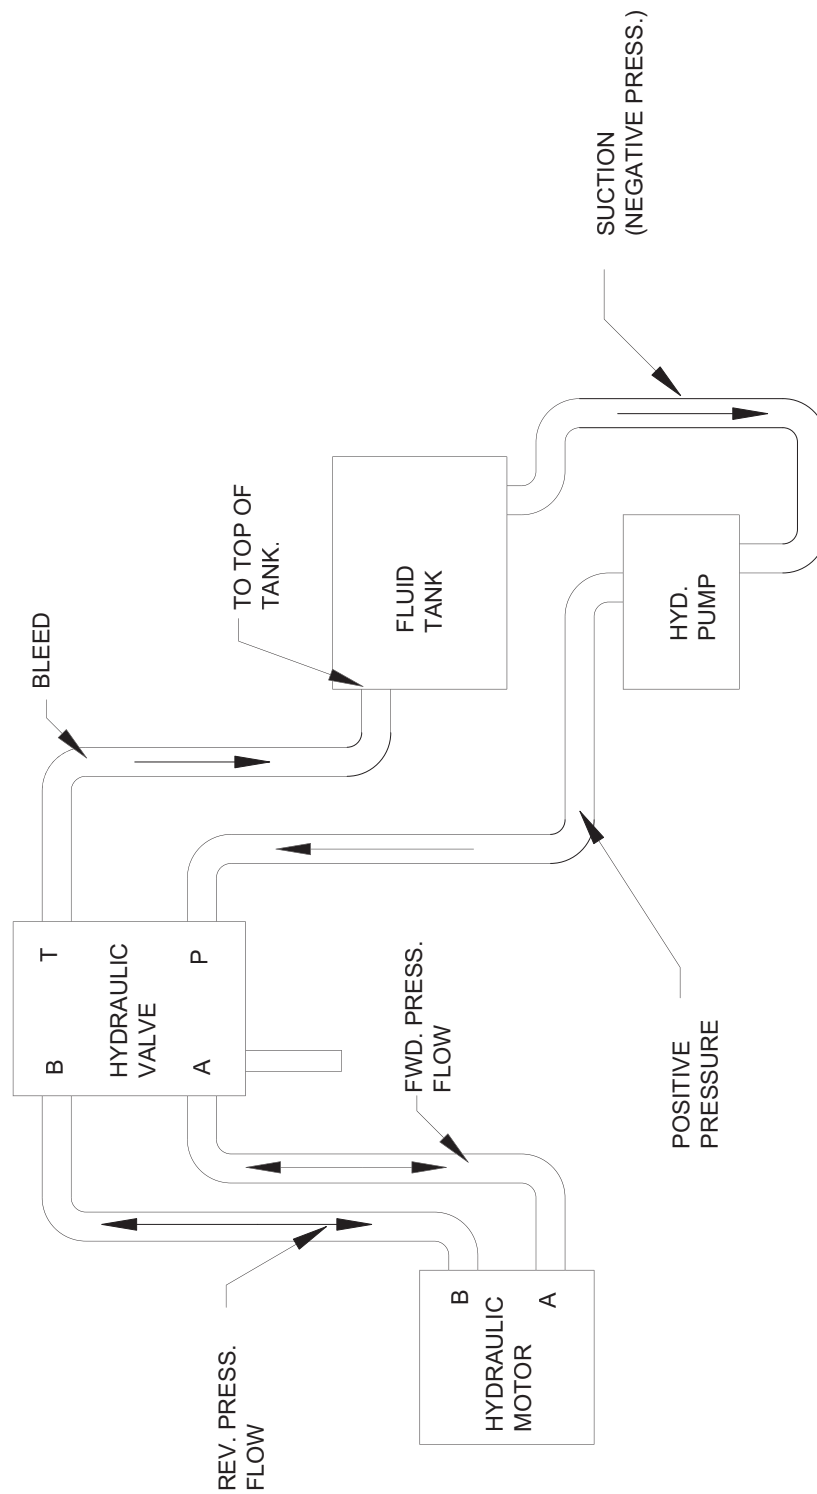 BLEED
TO TOP OF
TANK.
SUCTION
(NEGATIVE PRESS.)
B
T
HYDRAULIC
VALVE
A
P
FLUID
TANK
HYD.
PUMP
REV. PRESS.
FLOW
FWD. PRESS.
FLOW
B
HYDRAULIC
MOTOR
A
POSITIVE
PRESSURE